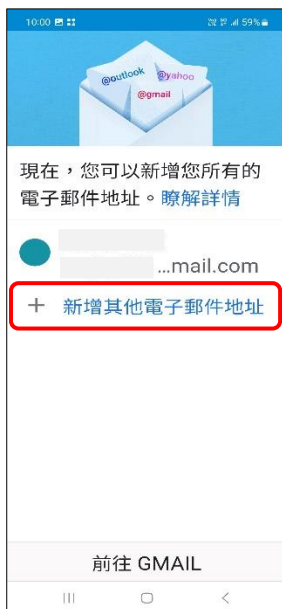 10:00
59%
@outlook
@yahoo
@gmail
現在，您可以新增您所有的
電子郵件地址。瞭解詳情
...mail.com
+ 新增其他電子郵件地址
前往 GMAIL